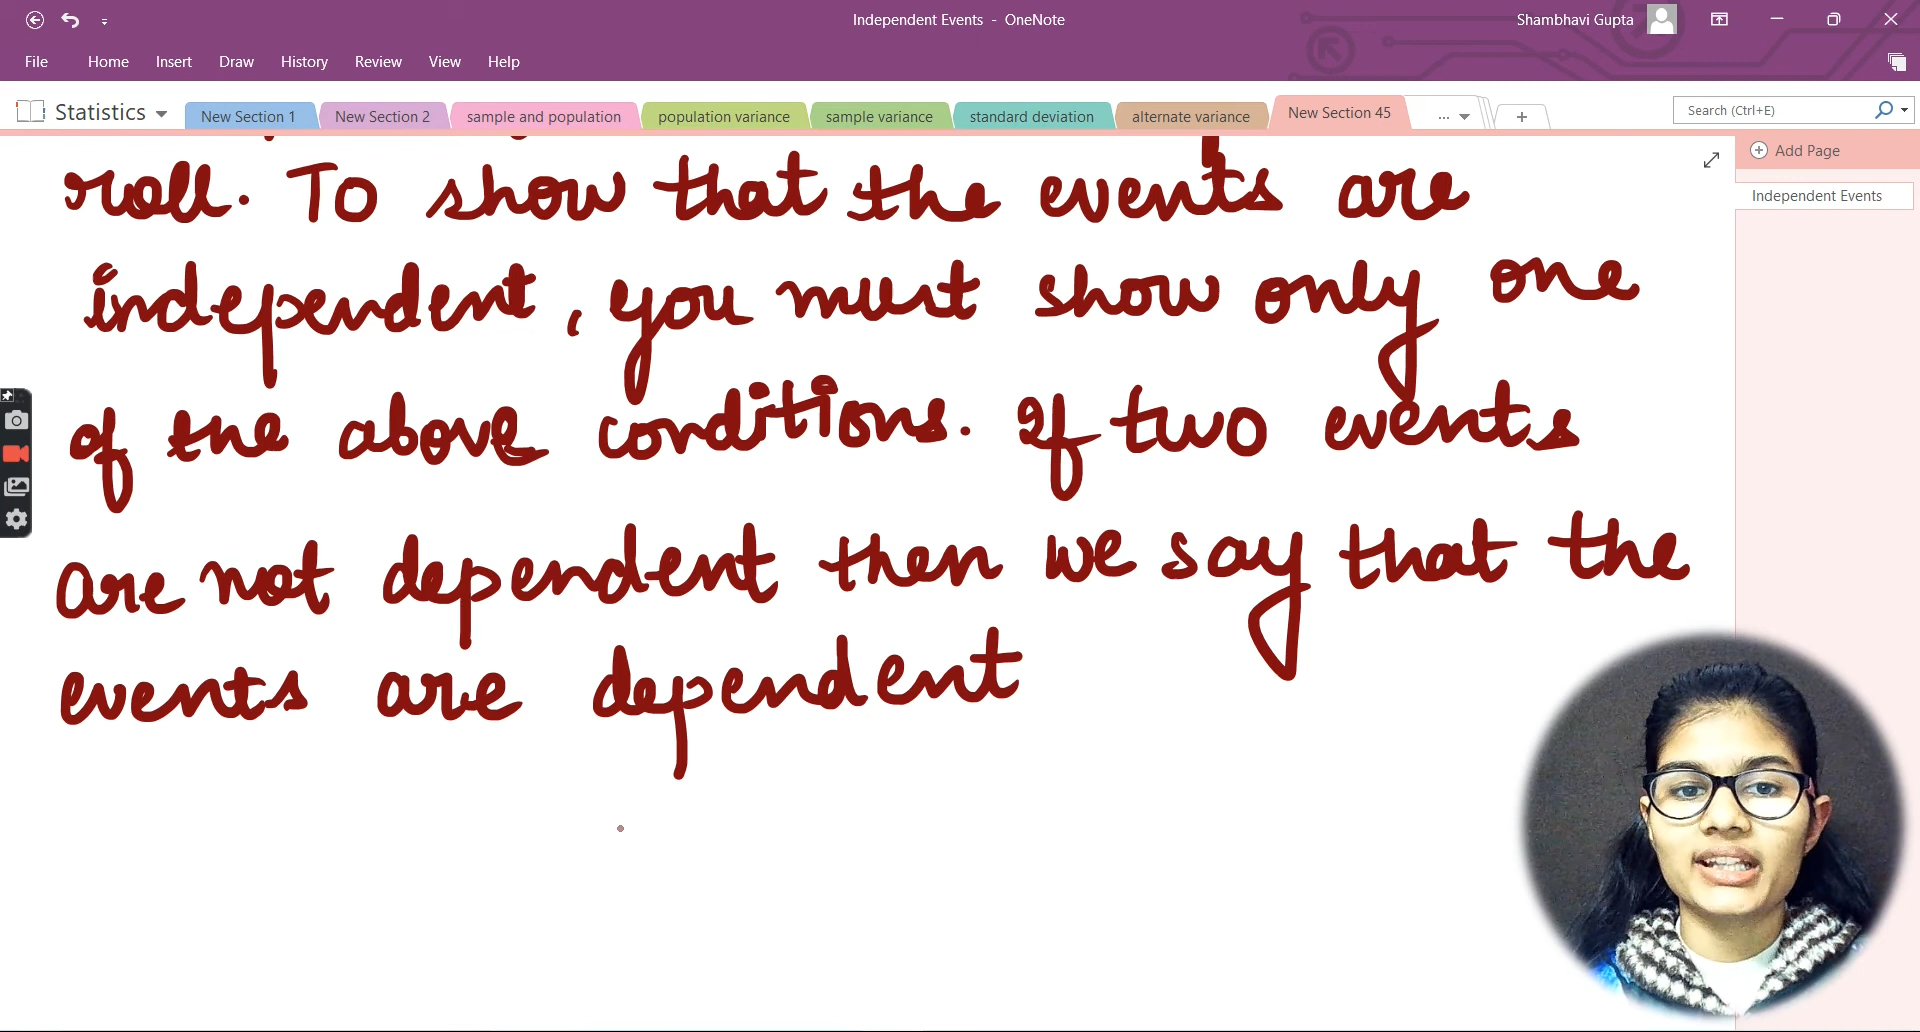 Independent Events - OneNote
Shambhavi Gupta
File Home Insert Draw History Review View Help
Statistics
New Section 1 New Section 2 sample and population population variance sample variance standard deviation alternate variance New Section 45 ... +
Search (Ctrl+E)
Add Page
Independent Events
roll. To show that the events are
independent, you must show only one
of the above conditions. If two events
are not dependent then we say that the
events are dependent